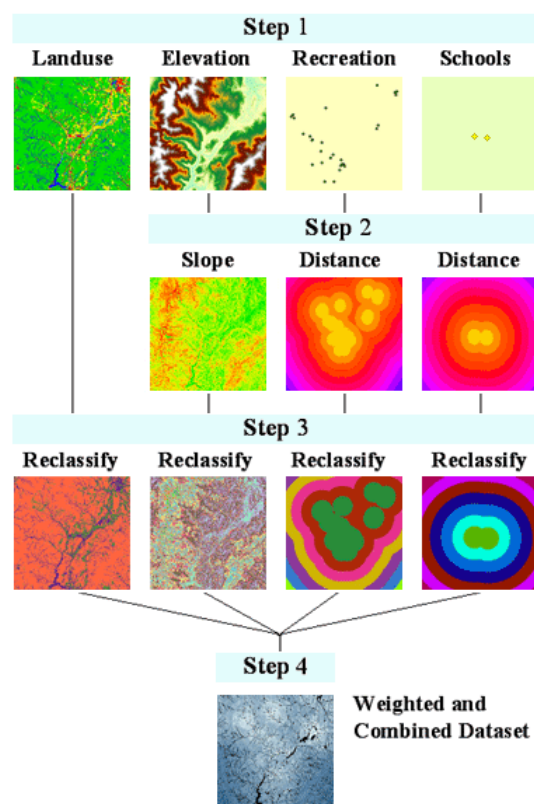 Step 1
Landuse Elevation Recreation Schools
Step 2
Slope Distance Distance
Step 3
Reclassify Reclassify Reclassify Reclassify
Step 4
Weighted and
Combined Dataset